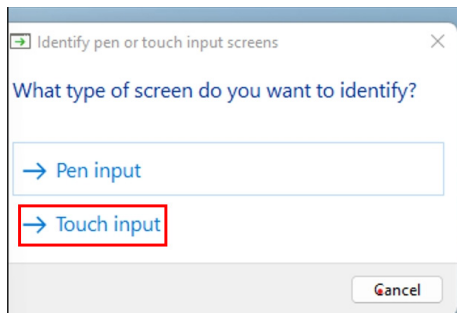 Identify pen or touch input screens
What type of screen do you want to identify?
Pen input
Touch input
Cancel